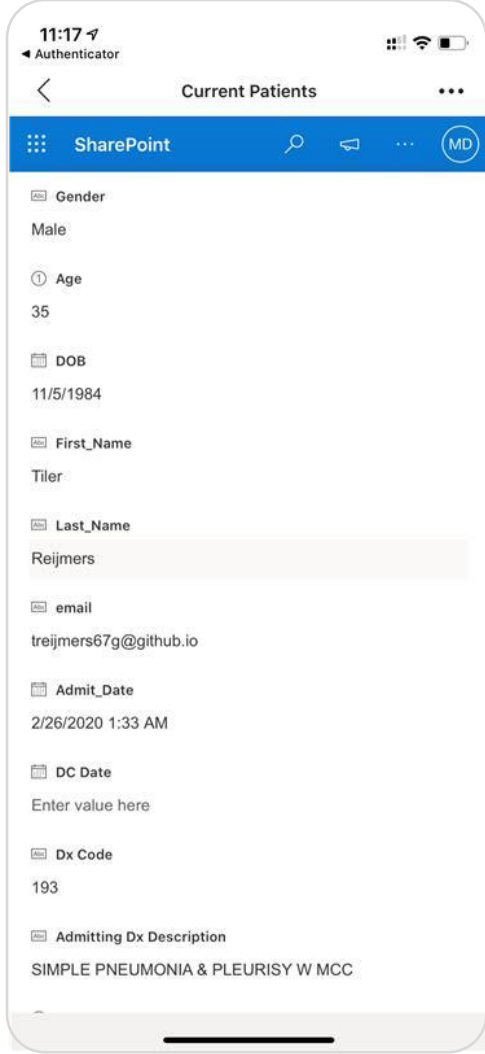 11:17
◄ Authenticator
Current Patients
SharePoint
MD
Gender
Male
Age
35
DOB
11/5/1984
First_Name
Tiler
Last_Name
Reijmers
email
treijmers67g@github.io
Admit_Date
2/26/2020 1:33 AM
DC Date
Enter value here
Dx Code
193
Admitting Dx Description
SIMPLE PNEUMONIA & PLEURISY W MCC